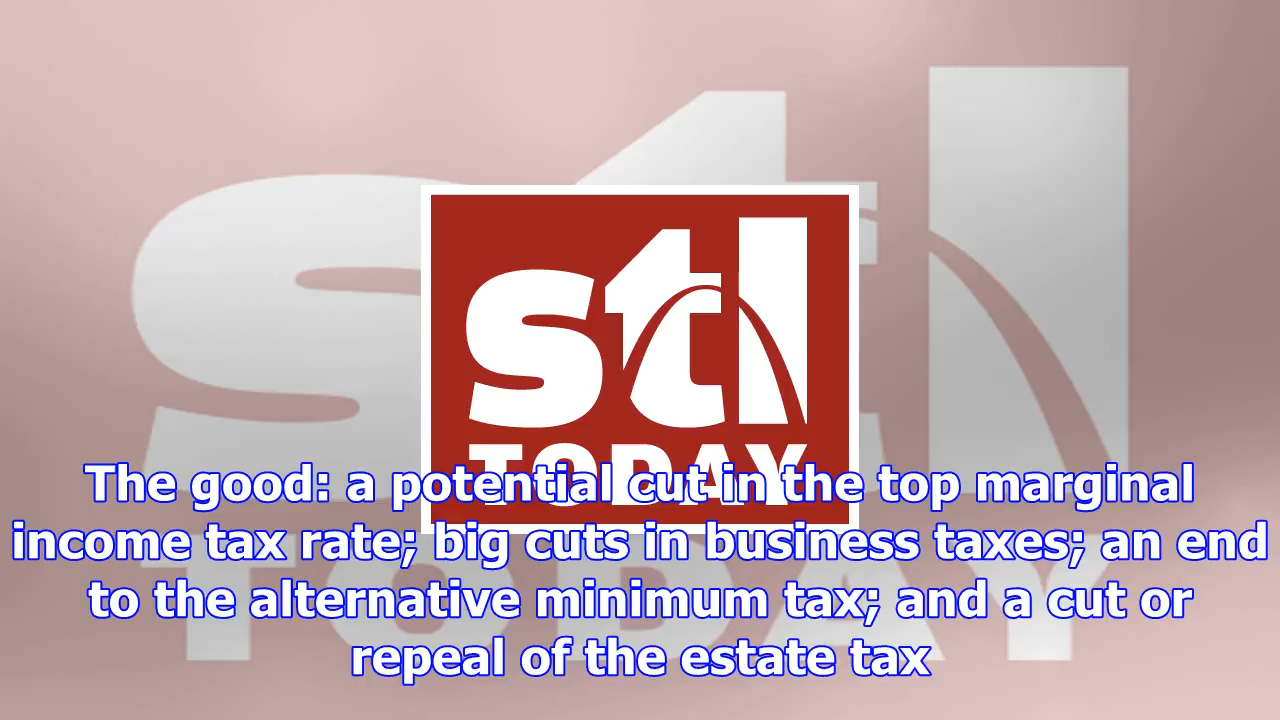 stl
TODAY
The good: a potential cut in the top marginal
income tax rate; big cuts in business taxes; an end
to the alternative minimum tax; and a cut or
repeal of the estate tax